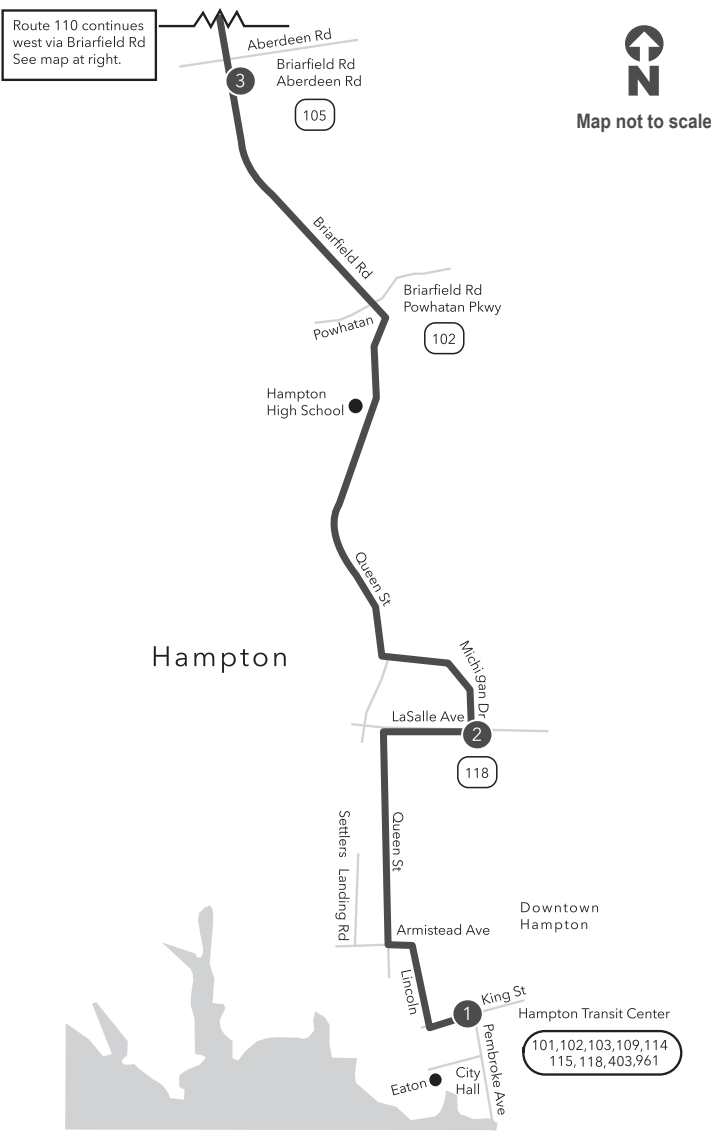 Route 110 continues
west via Briarfield Rd
See map at right.
Aberdeen Rd
3
Briarfield Rd
Aberdeen Rd
105
N
Map not to scale
Briarfield Rd
Briarfield Rd
Powhatan Pkwy
Powhatan
102
Hampton
High School
Queen St
Hampton
Michigan Dr
LaSalle Ave
2
118
Queen St
Settlers Landing Rd
Downtown
Hampton
Armistead Ave
Lincoln
1
King St
Hampton Transit Center
101,102,103,109,114
115,118,403,961
Pembroke Ave
City
Hall
Eaton